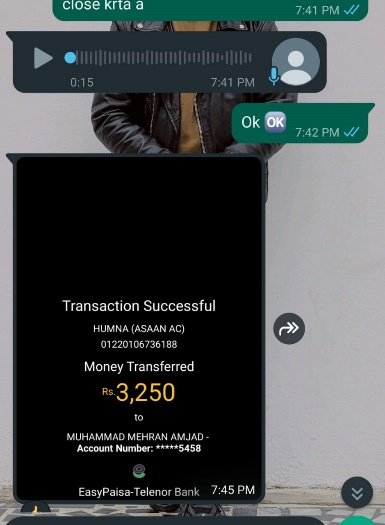 close krta a
7:41 PM
0:15
7:41 PM
Ok 🆗
7:42 PM
Transaction Successful
HUMNA (ASAAN AC)
01220106736188
Money Transferred
Rs.3,250
to
MUHAMMAD MEHRAN AMJAD -
Account Number: *****5458
EasyPaisa-Telenor Bank
7:45 PM